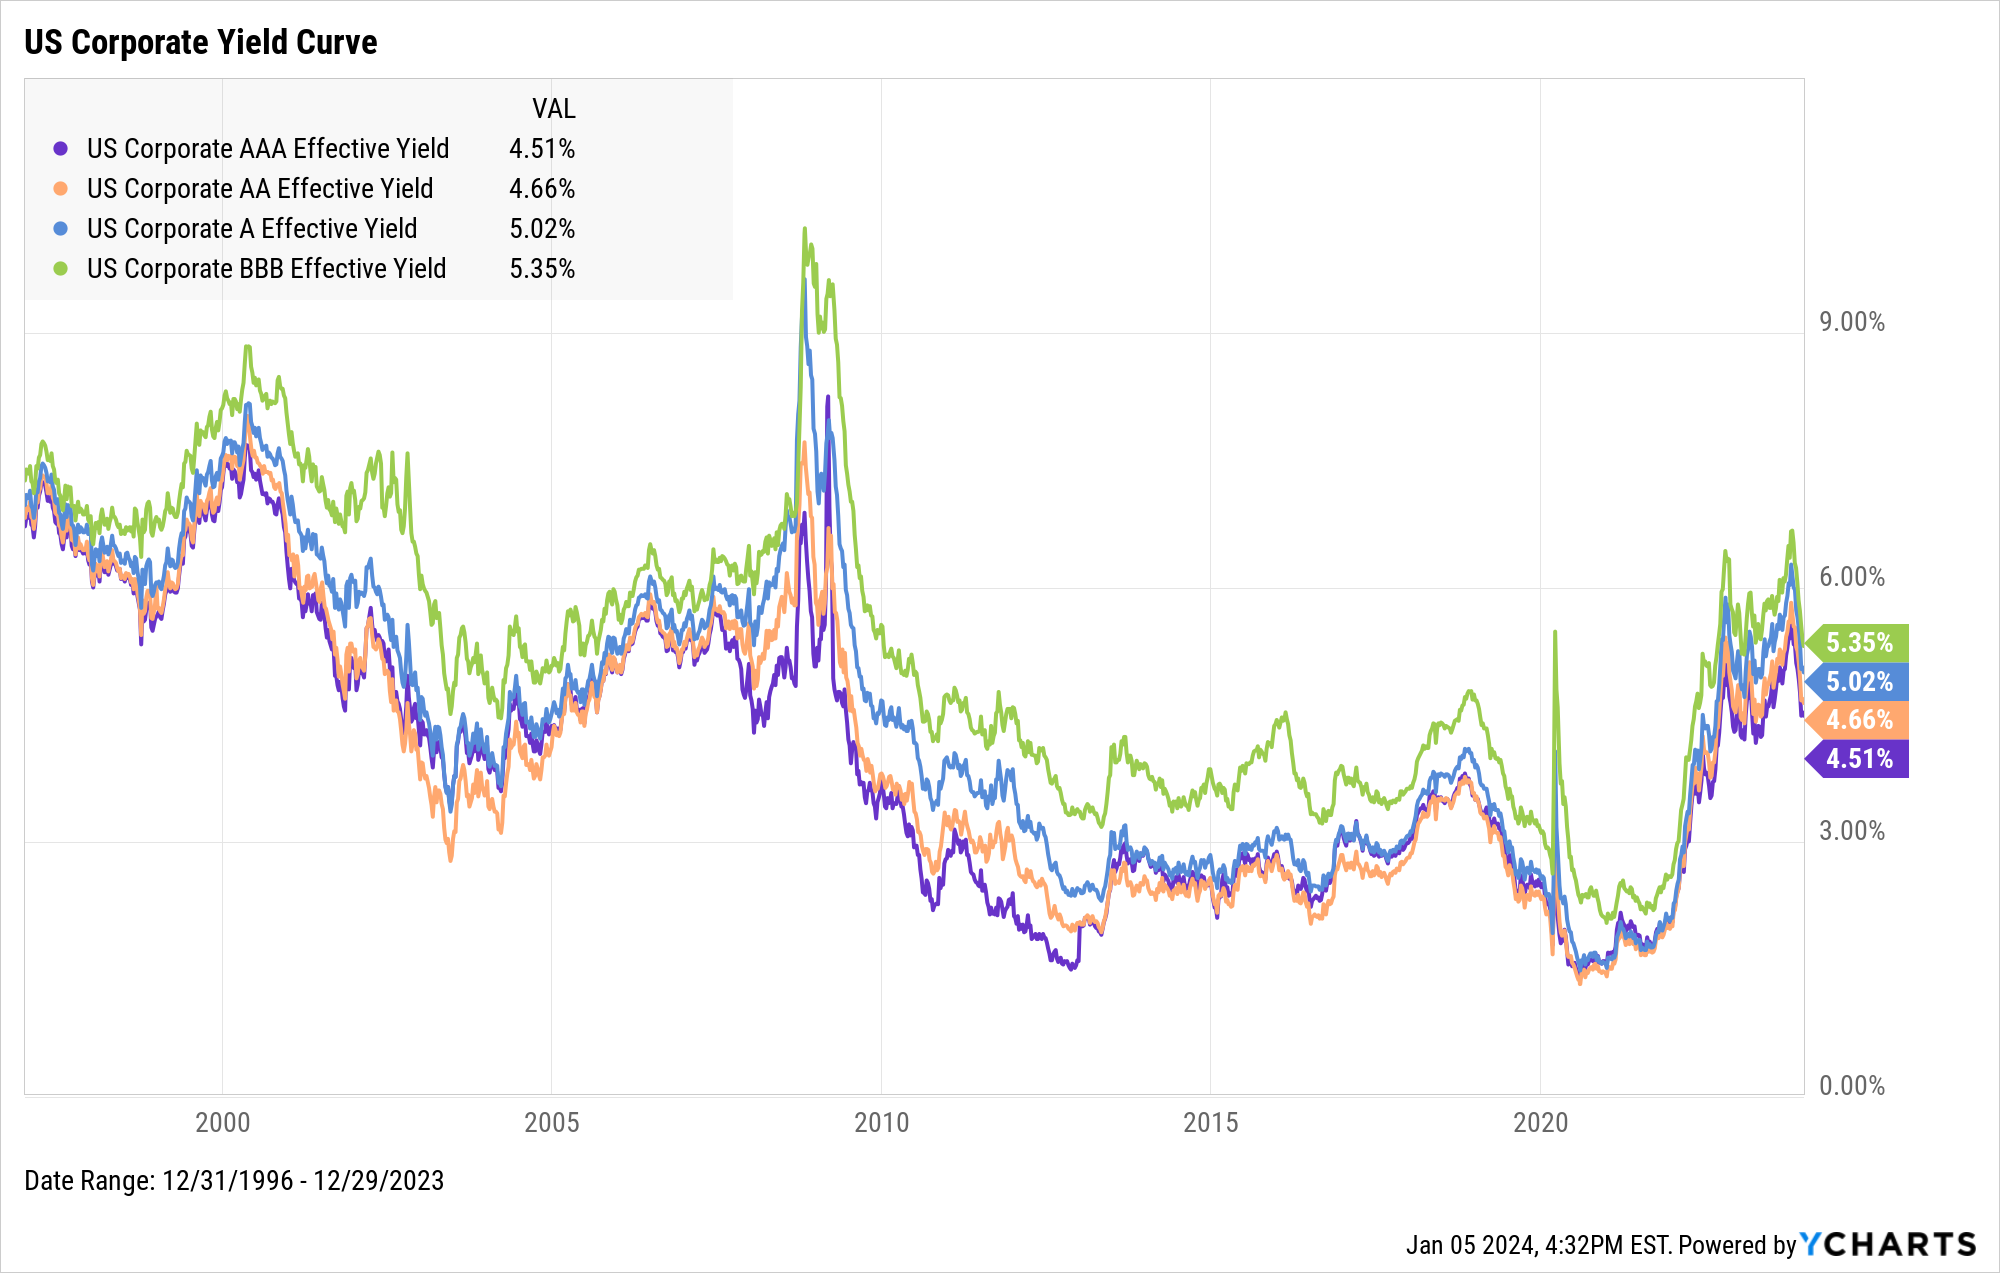 US Corporate Yield Curve
VAL
US Corporate AAA Effective Yield 4.51%
US Corporate AA Effective Yield 4.66%
US Corporate A Effective Yield 5.02%
US Corporate BBB Effective Yield 5.35%
9.00%
6.00%
5.35%
5.02%
4.66%
4.51%
3.00%
0.00%
2000 2005 2010 2015 2020
Date Range: 12/31/1996 - 12/29/2023
Jan 05 2024, 4:32PM EST. Powered by YCHARTS